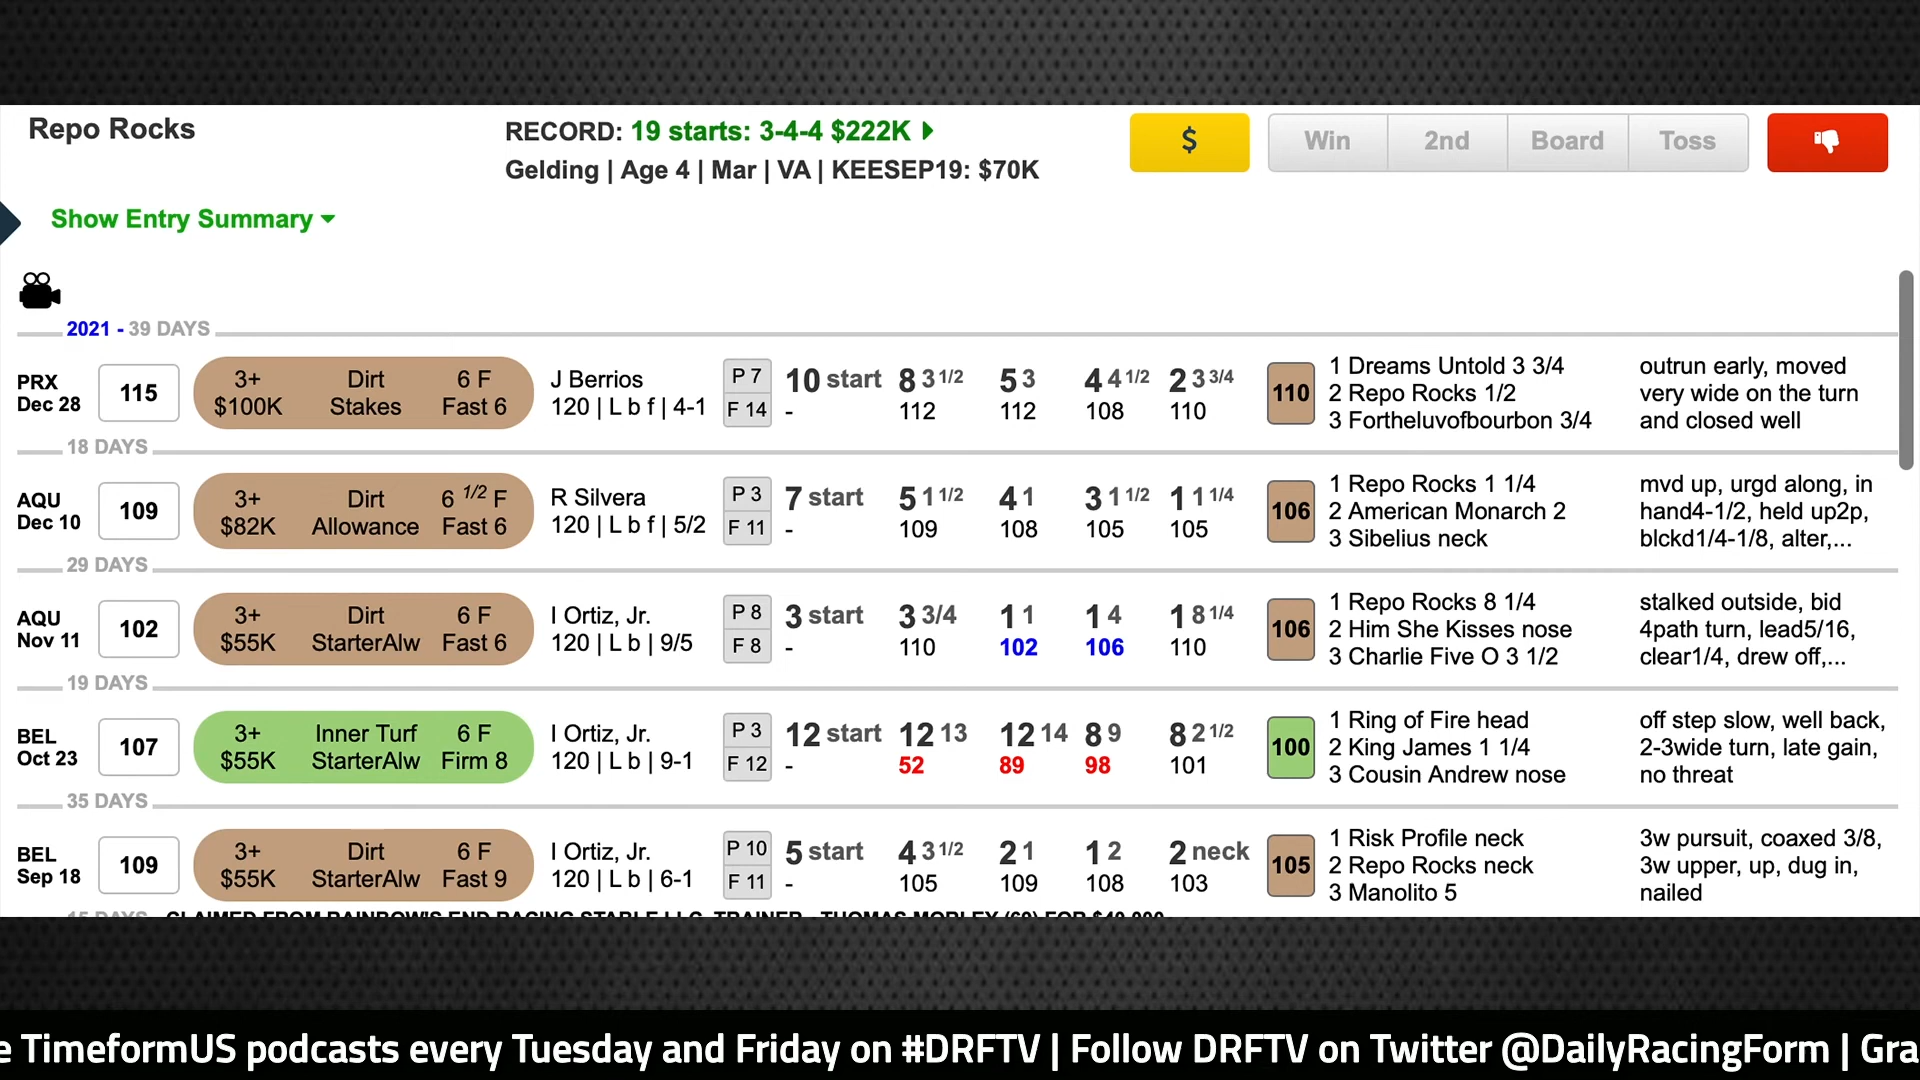 Repo Rocks
RECORD: 19 starts: 3-4-4 $222K
Gelding | Age 4 | Mar | VA | KEESEP19: $70K
$
Win 2nd Board Toss
Show Entry Summary
2021 - 39 DAYS
PRX Dec 28
115
3+ Dirt 6 F
$100K Stakes Fast 6
J Berrios
120 | L b f | 4-1
P 7
F 14
10 start 8 3 1/2 5 3 4 4 1/2 2 3 3/4
- 112 112 108 110
110
1 Dreams Untold 3 3/4
2 Repo Rocks 1/2
3 Fortheluvofbourbon 3/4
outrun early, moved
very wide on the turn
and closed well
18 DAYS
AQU Dec 10
109
3+ Dirt 6 1/2 F
$82K Allowance Fast 6
R Silvera
120 | L b f | 5/2
P 3
F 11
7 start 5 1 1/2 4 1 3 1 1/2 1 1 1/4
- 109 108 105 105
106
1 Repo Rocks 1 1/4
2 American Monarch 2
3 Sibelius neck
mvd up, urgd along, in
hand4-1/2, held up2p,
blckd1/4-1/8, alter,...
29 DAYS
AQU Nov 11
102
3+ Dirt 6 F
$55K StarterAlw Fast 6
I Ortiz, Jr.
120 | L b | 9/5
P 8
F 8
3 start 3 3/4 1 1 1 4 1 8 1/4
- 110 102 106 110
106
1 Repo Rocks 8 1/4
2 Him She Kisses nose
3 Charlie Five O 3 1/2
stalked outside, bid
4path turn, lead5/16,
clear1/4, drew off,...
19 DAYS
BEL Oct 23
107
3+ Inner Turf 6 F
$55K StarterAlw Firm 8
I Ortiz, Jr.
120 | L b | 9-1
P 3
F 12
12 start 12 13 12 14 8 9 8 2 1/2
- 52 89 98 101
100
1 Ring of Fire head
2 King James 1 1/4
3 Cousin Andrew nose
off step slow, well back,
2-3wide turn, late gain,
no threat
35 DAYS
BEL Sep 18
109
3+ Dirt 6 F
$55K StarterAlw Fast 9
I Ortiz, Jr.
120 | L b | 6-1
P 10
F 11
5 start 4 3 1/2 2 1 1 2 2 neck
- 105 109 108 103
105
1 Risk Profile neck
2 Repo Rocks neck
3 Manolito 5
3w pursuit, coaxed 3/8,
3w upper, up, dug in,
nailed
15 DAYS CLAIMED FROM RAINBOW'S END RACING STABLE LLC, TRAINER - THOMAS MORLEY
e TimeformUS podcasts every Tuesday and Friday on #DRFTV | Follow DRFTV on Twitter @DailyRacingForm | Gra